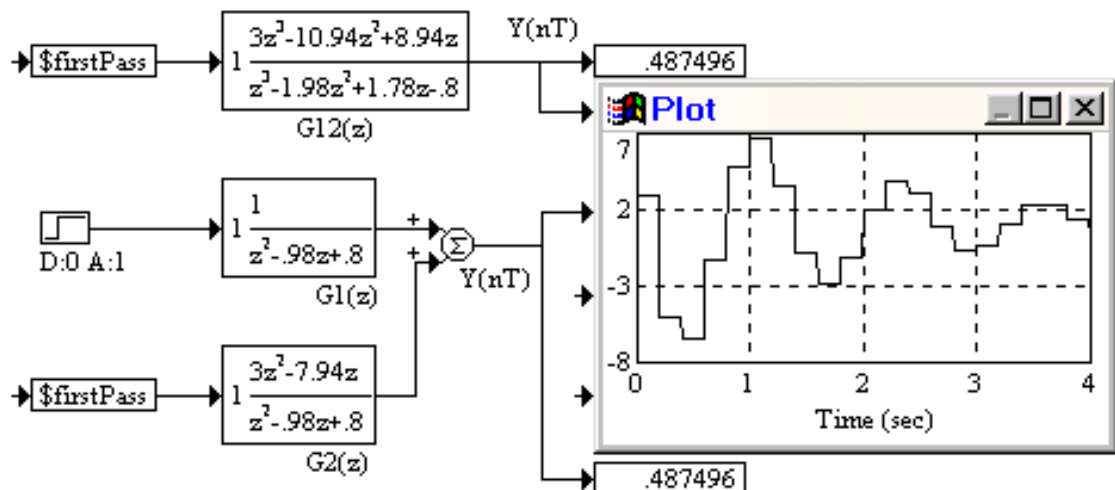 $firstPass
1
3z³-10.94z²+8.94z
z³-1.98z²+1.78z-.8
G12(z)
Y(nT)
.487496
Plot
7
2
-3
-8
0
1
2
3
4
Time (sec)
D:0 A:1
1
1
z²-.98z+.8
G1(z)
+
+
Σ
Y(nT)
$firstPass
1
3z²-7.94z
z²-.98z+.8
G2(z)
.487496